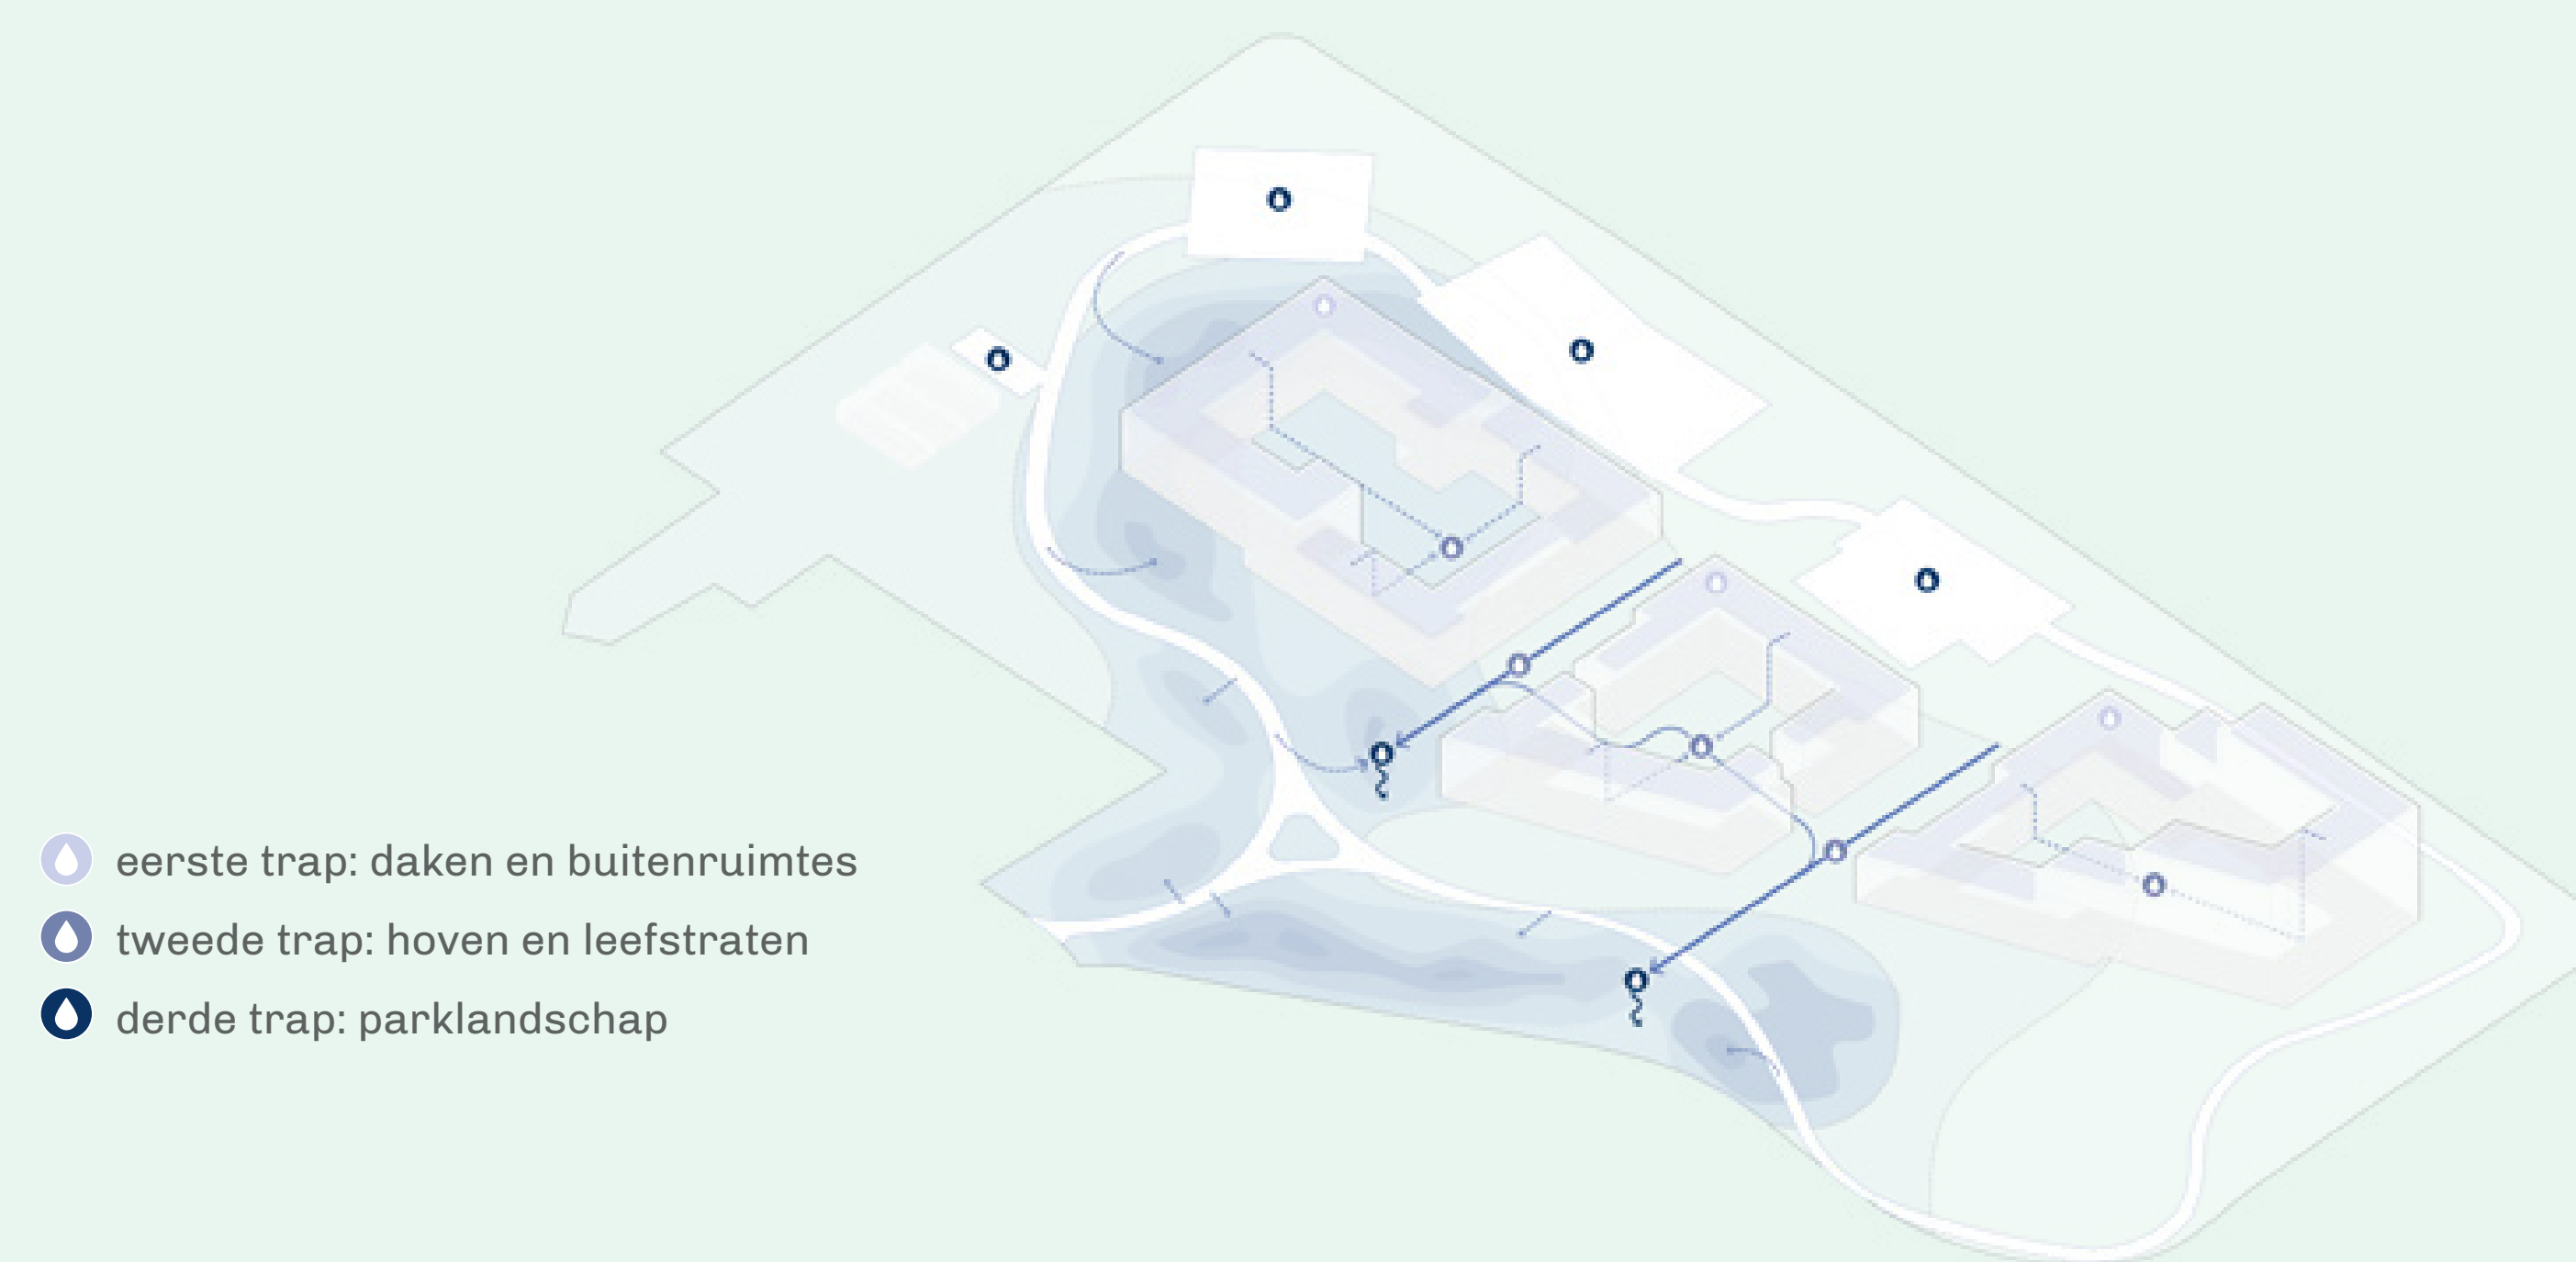 eerste trap: daken en buitenruimtes
tweede trap: hoven en leefstraten
derde trap: parklandschap